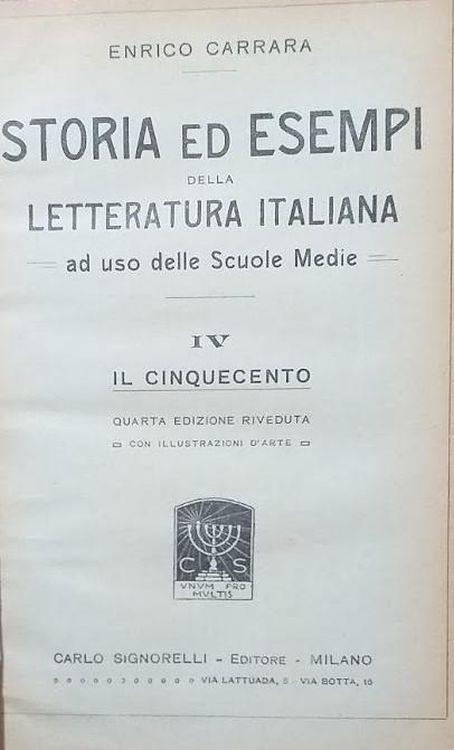 ENRICO CARRARA
STORIA ED ESEMPI
DELLA
LETTERATURA ITALIANA
ad uso delle Scuole Medie
IV
IL CINQUECENTO
QUARTA EDIZIONE RIVEDUTA
CON ILLUSTRAZIONI D'ARTE
C S
VNVM PRO
MVLTIS
CARLO SIGNORELLI - EDITORE - MILANO
VIA LATTUADA, 5 - VIA BOTTA, 16